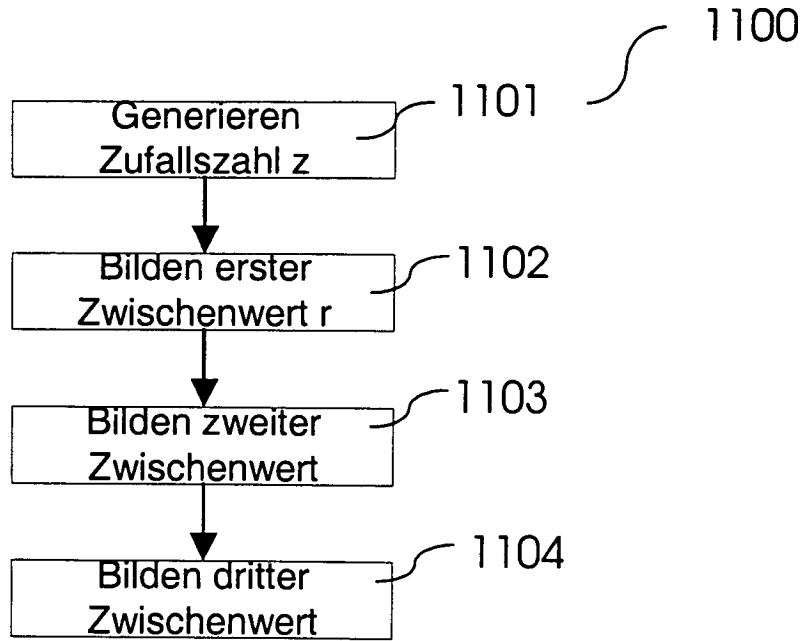 1100
1101
Generieren
Zufallszahl z
1102
Bilden erster
Zwischenwert r
1103
Bilden zweiter
Zwischenwert
1104
Bilden dritter
Zwischenwert